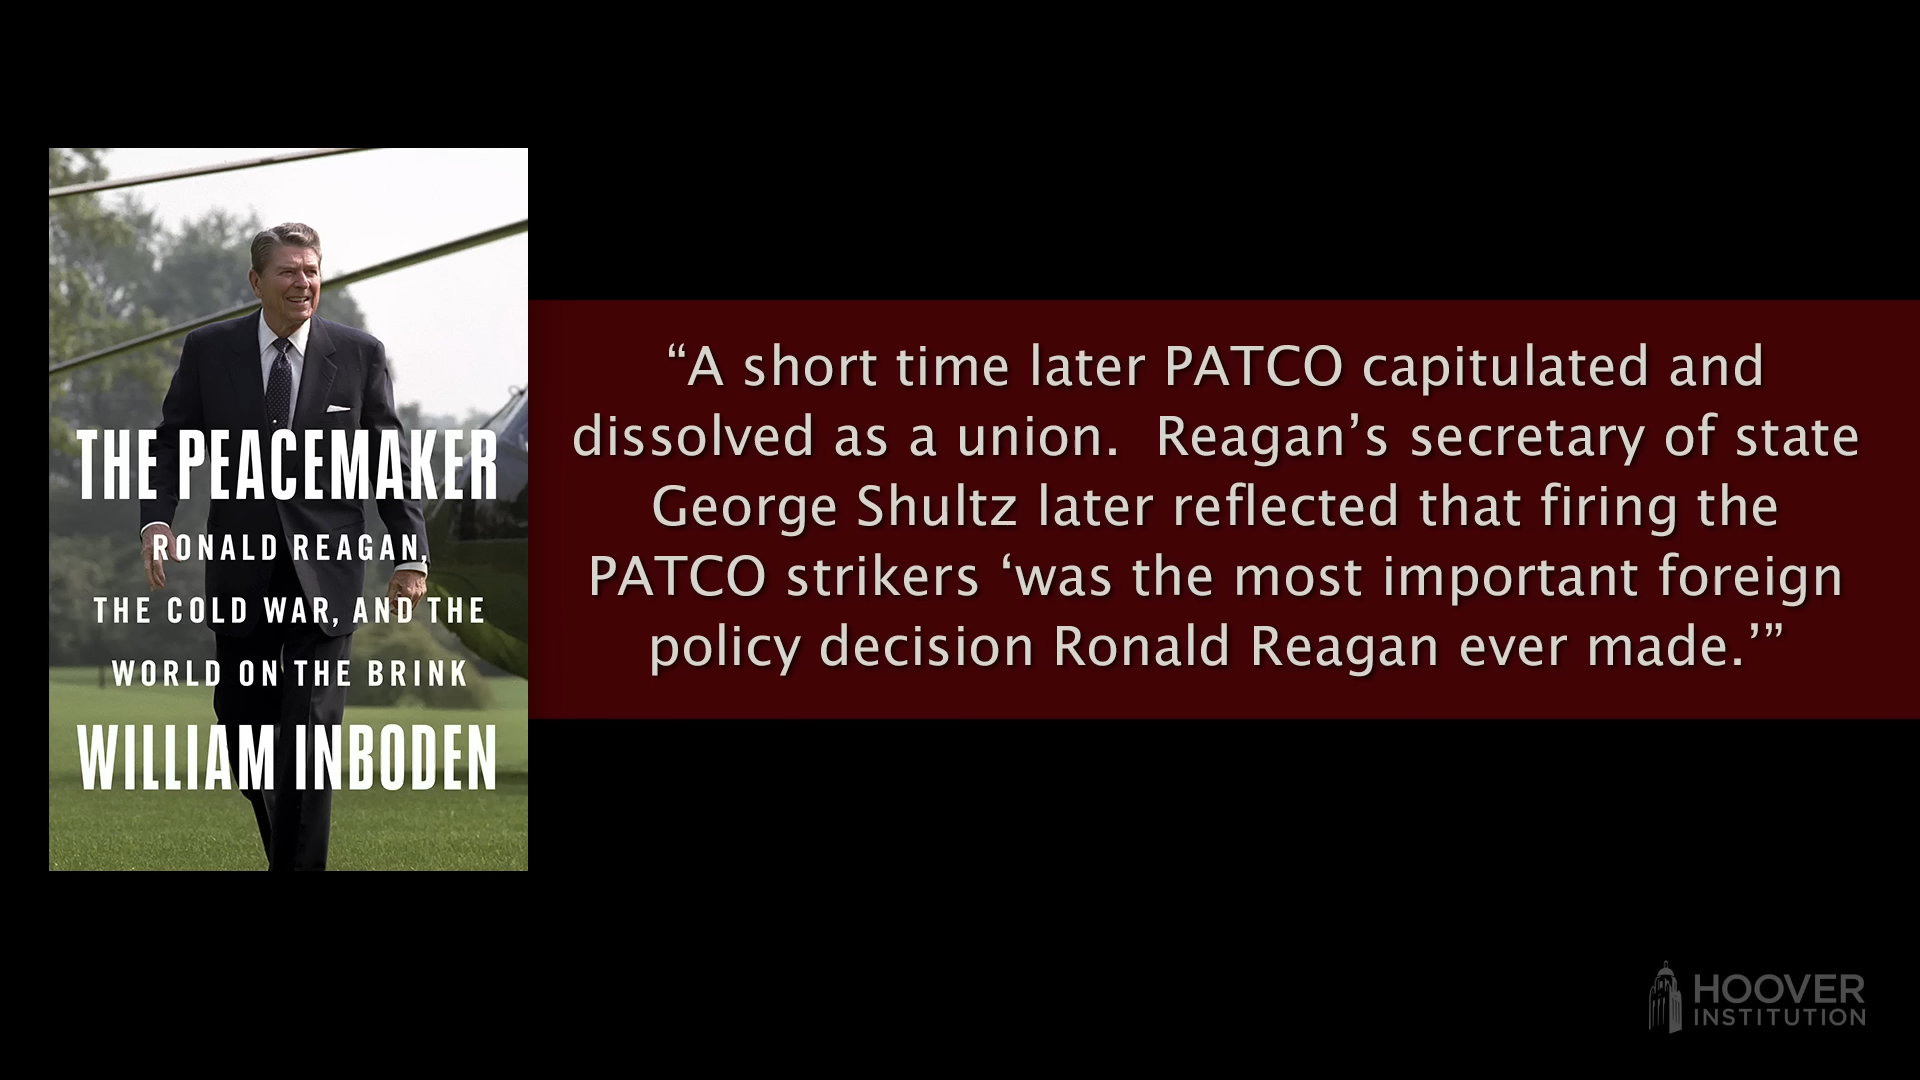 THE PEACEMAKER
RONALD REAGAN,
THE COLD WAR, AND THE
WORLD ON THE BRINK
WILLIAM INBODEN
“A short time later PATCO capitulated and
dissolved as a union.  Reagan’s secretary of state
George Shultz later reflected that firing the
PATCO strikers ‘was the most important foreign
policy decision Ronald Reagan ever made.’”
HOOVER
INSTITUTION